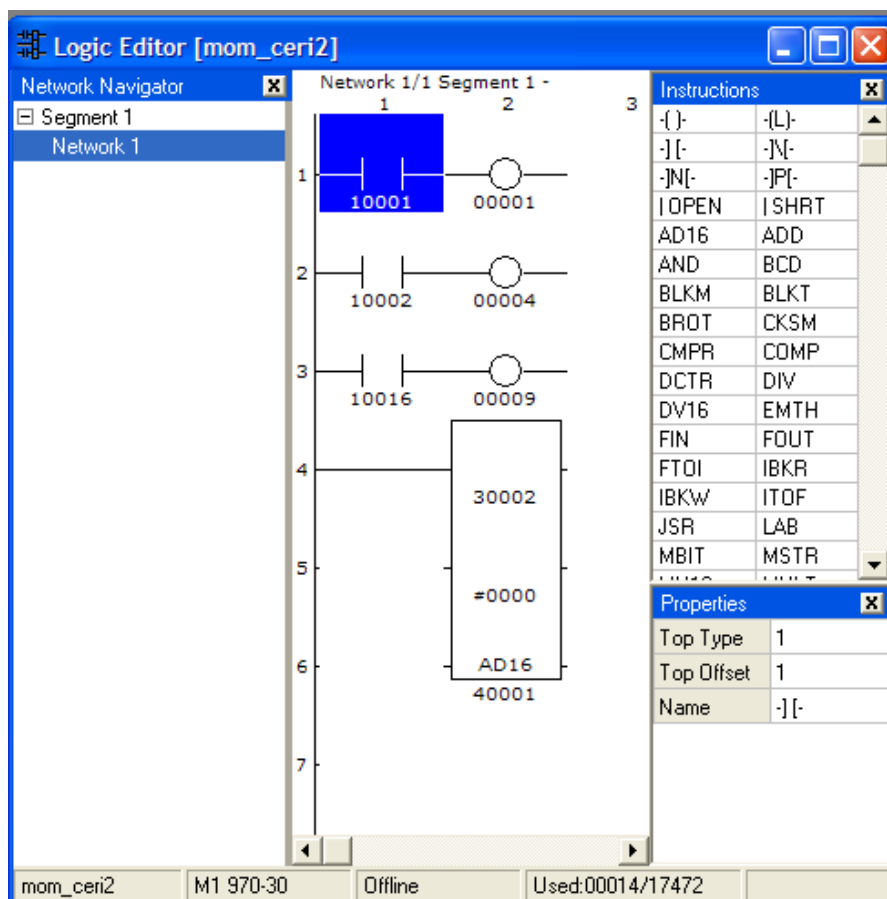 Logic Editor [mom_ceri2]
Network Navigator
Segment 1
Network 1
Network 1/1 Segment 1 -
1 2 3
1
10001 00001
2
10002 00004
3
10016 00009
4
30002
5
#0000
6
AD16
40001
7
Instructions
-( )- -(L)-
-] [- -]\[-
-]N[- -]P[-
|OPEN |SHRT
AD16 ADD
AND BCD
BLKM BLKT
BROT CKSM
CMPR COMP
DCTR DIV
DV16 EMTH
FIN FOUT
FTOI IBKR
IBKW ITOF
JSR LAB
MBIT MSTR
Properties
Top Type 1
Top Offset 1
Name -] [-
mom_ceri2 M1 970-30 Offline Used:00014/17472